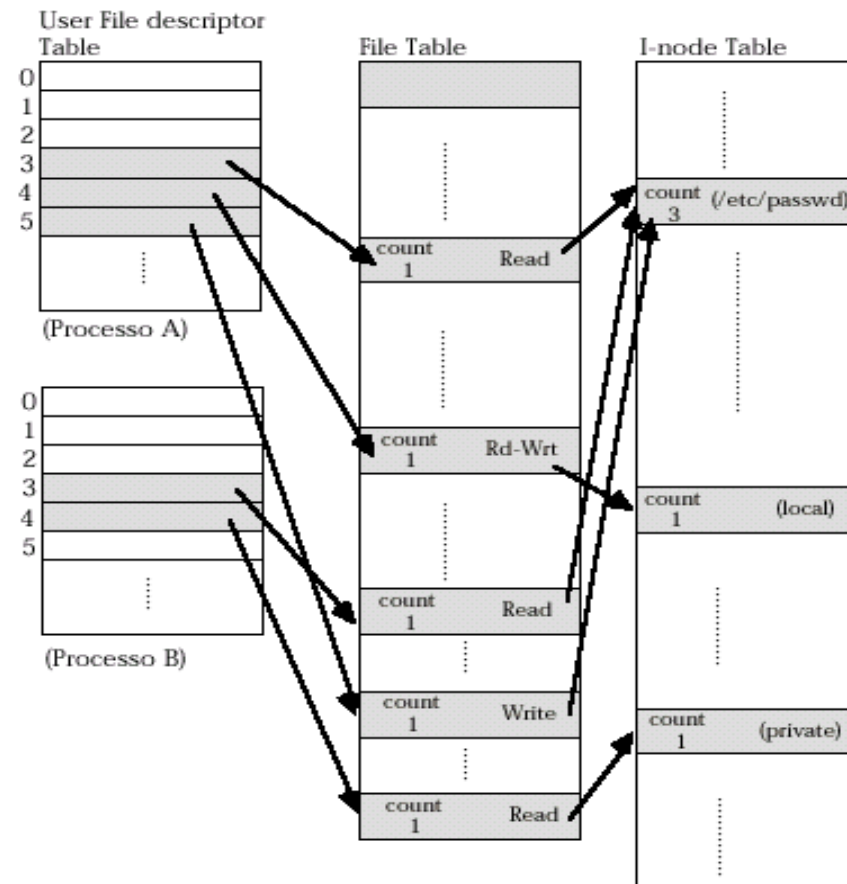 User File descriptor
Table
File Table
I-node Table
0
1
2
3
4
5
(Processo A)
0
1
2
3
4
5
(Processo B)
count
1
Read
count
1
Rd-Wrt
count
1
Read
count
1
Write
count
1
Read
count
3
(/etc/passwd)
count
1
(local)
count
1
(private)